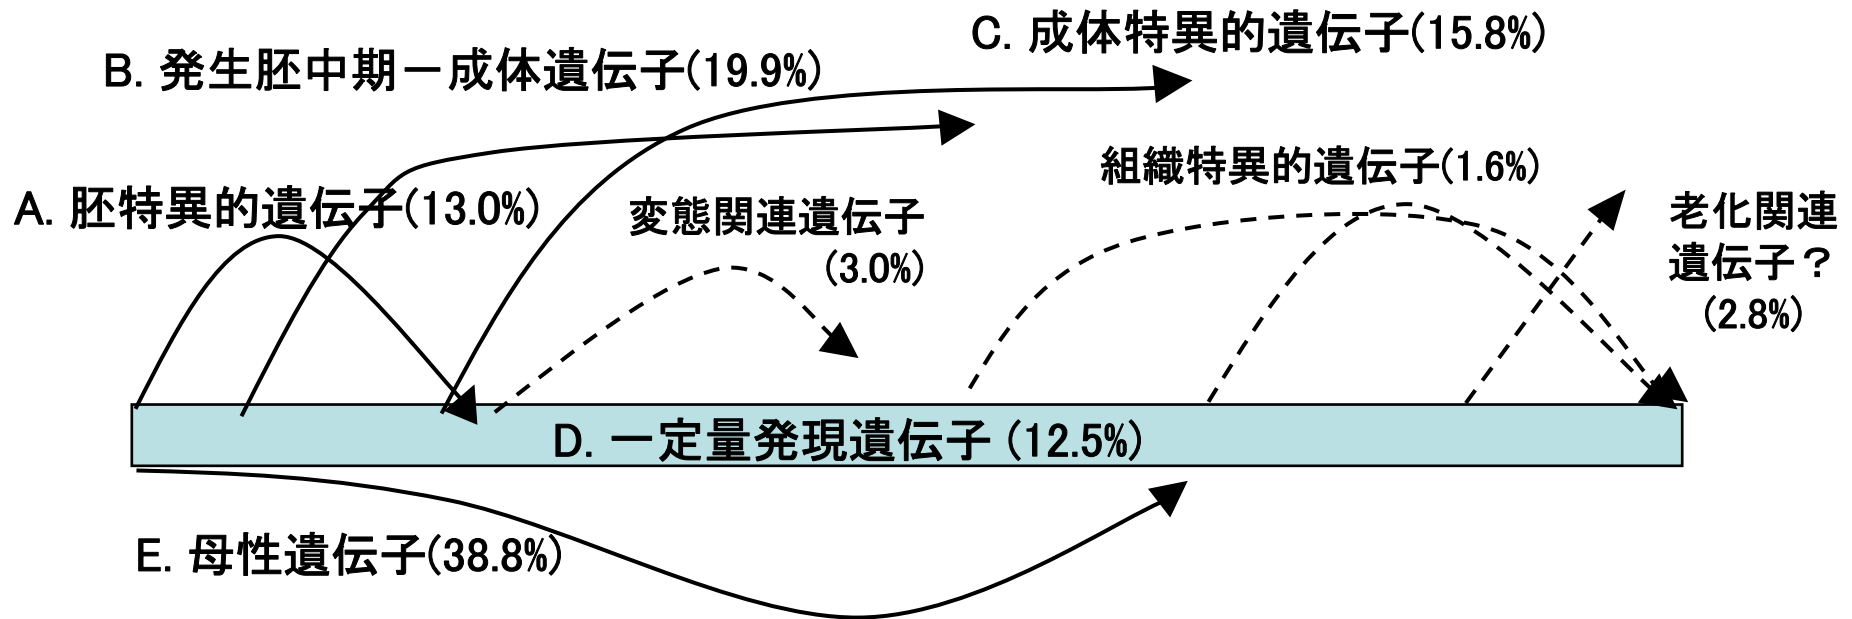 C. 成体特異的遺伝子(15.8%)
B. 発生胚中期－成体遺伝子(19.9%)
組織特異的遺伝子(1.6%)
A. 胚特異的遺伝子(13.0%)
変態関連遺伝子
(3.0%)
老化関連
遺伝子？
(2.8%)
D. 一定量発現遺伝子 (12.5%)
E. 母性遺伝子(38.8%)